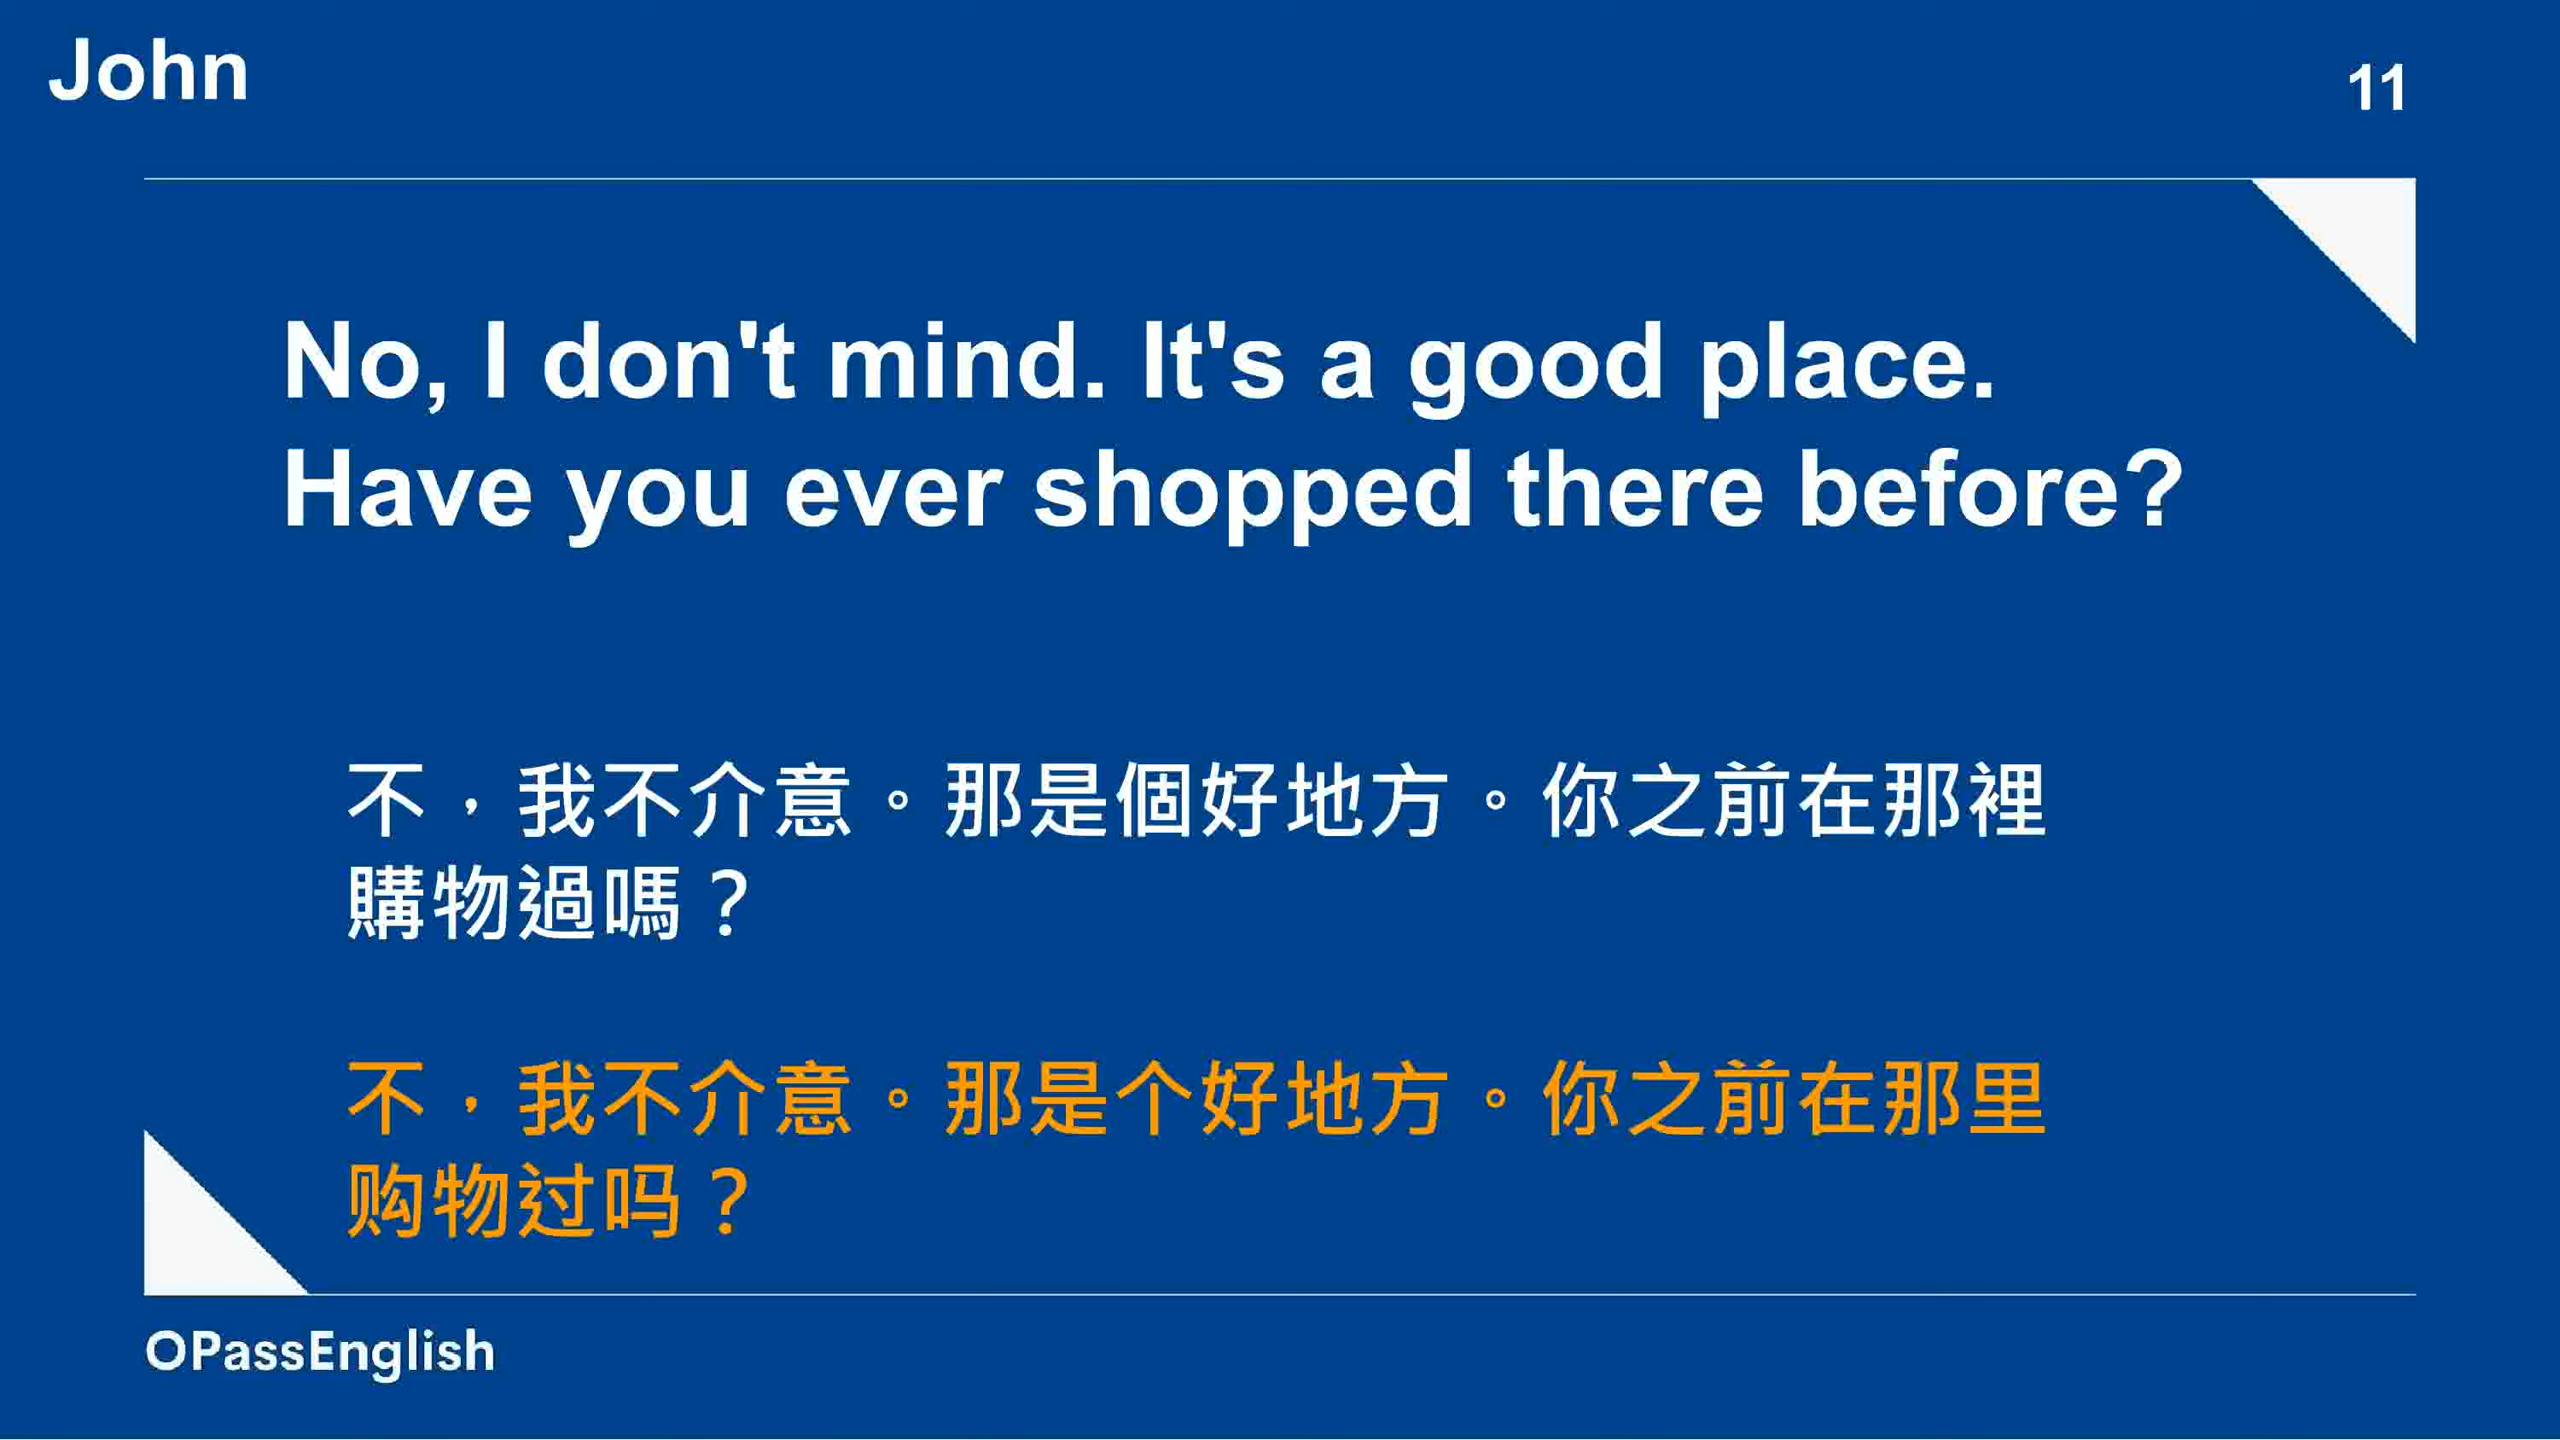 John
11
No, I don't mind. It's a good place.
Have you ever shopped there before?
不，我不介意。那是個好地方。你之前在那裡
購物過嗎？
不，我不介意。那是个好地方。你之前在那里
购物过吗？
OPassEnglish